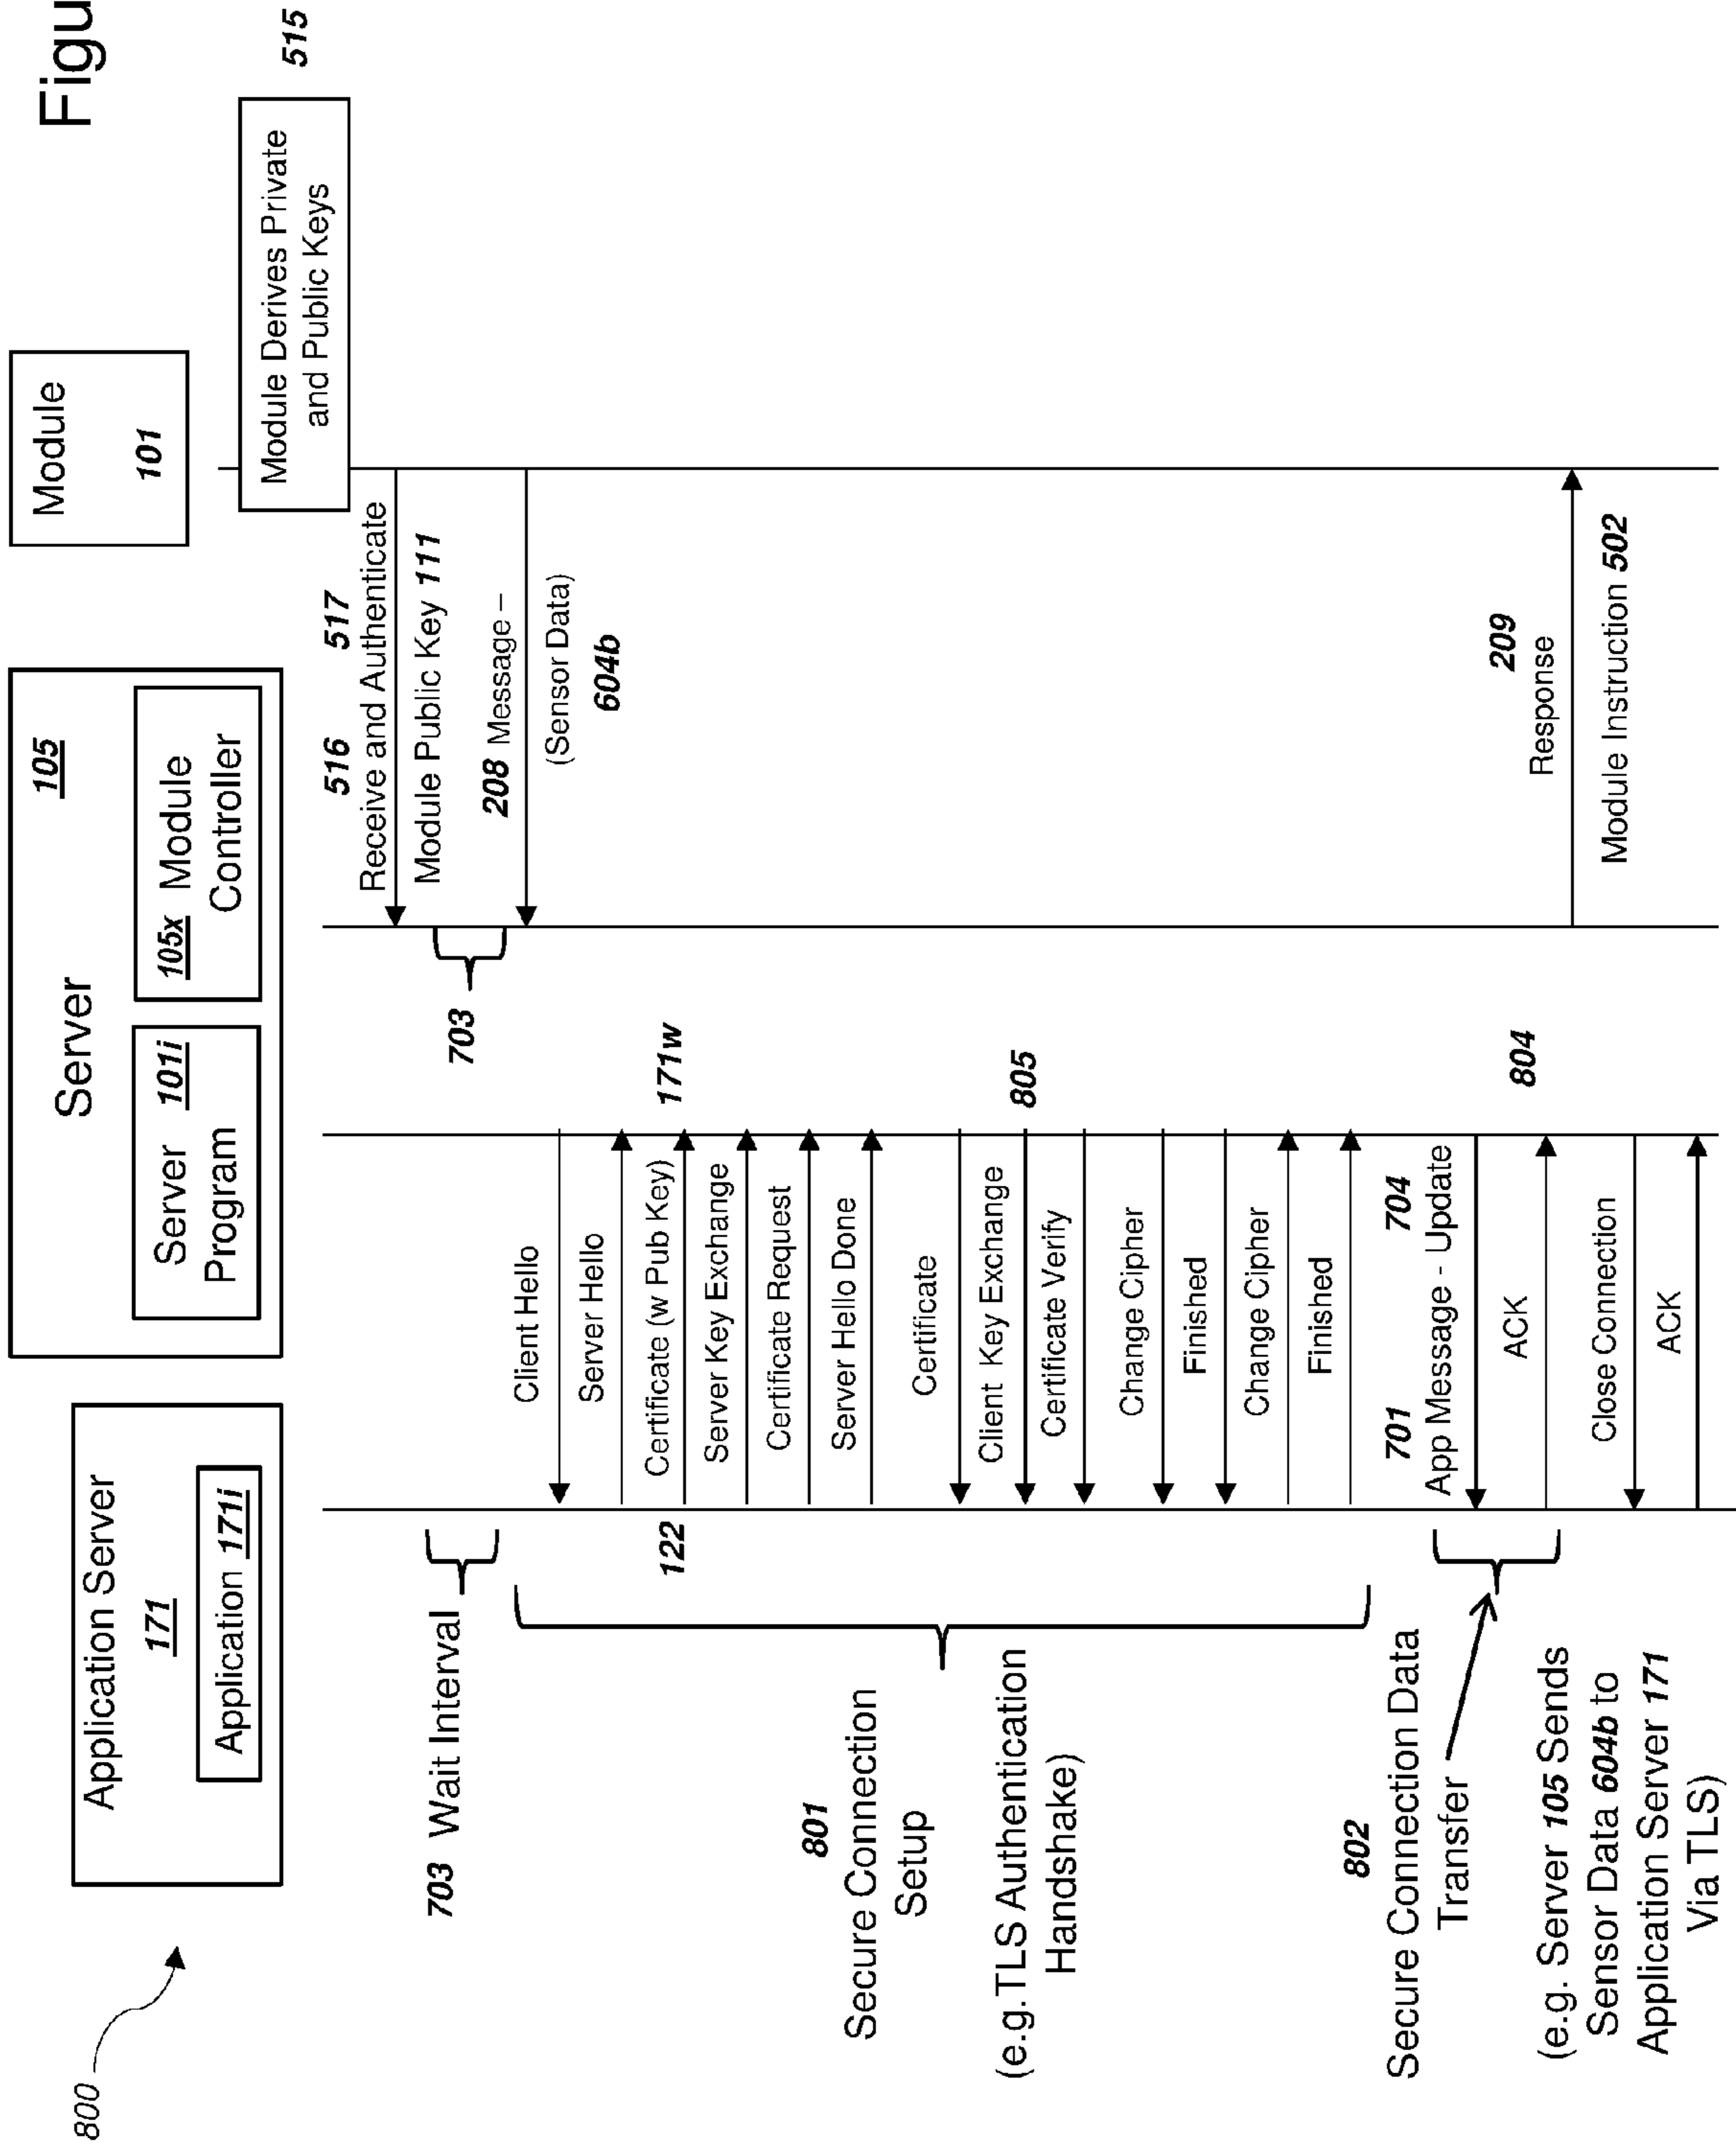 Figu
800
Application Server
171
Application 171i
Server
105
Server 101i
Program
105x Module
Controller
Module
101
Module Derives Private
and Public Keys
515
516 517
Receive and Authenticate
Module Public Key 111
703 Wait Interval
703
208 Message –
(Sensor Data)
604b
Client Hello
Server Hello
122
171w
Certificate (w Pub Key)
Server Key Exchange
Certificate Request
Server Hello Done
801
Secure Connection
Setup
(e.g.TLS Authentication
Handshake)
Certificate
805
Client Key Exchange
Certificate Verify
Change Cipher
Finished
Change Cipher
Finished
802
Secure Connection Data
Transfer
(e.g. Server 105 Sends
Sensor Data 604b to
Application Server 171
Via TLS)
701 704
App Message - Update
804
ACK
Close Connection
ACK
209
Response
Module Instruction 502